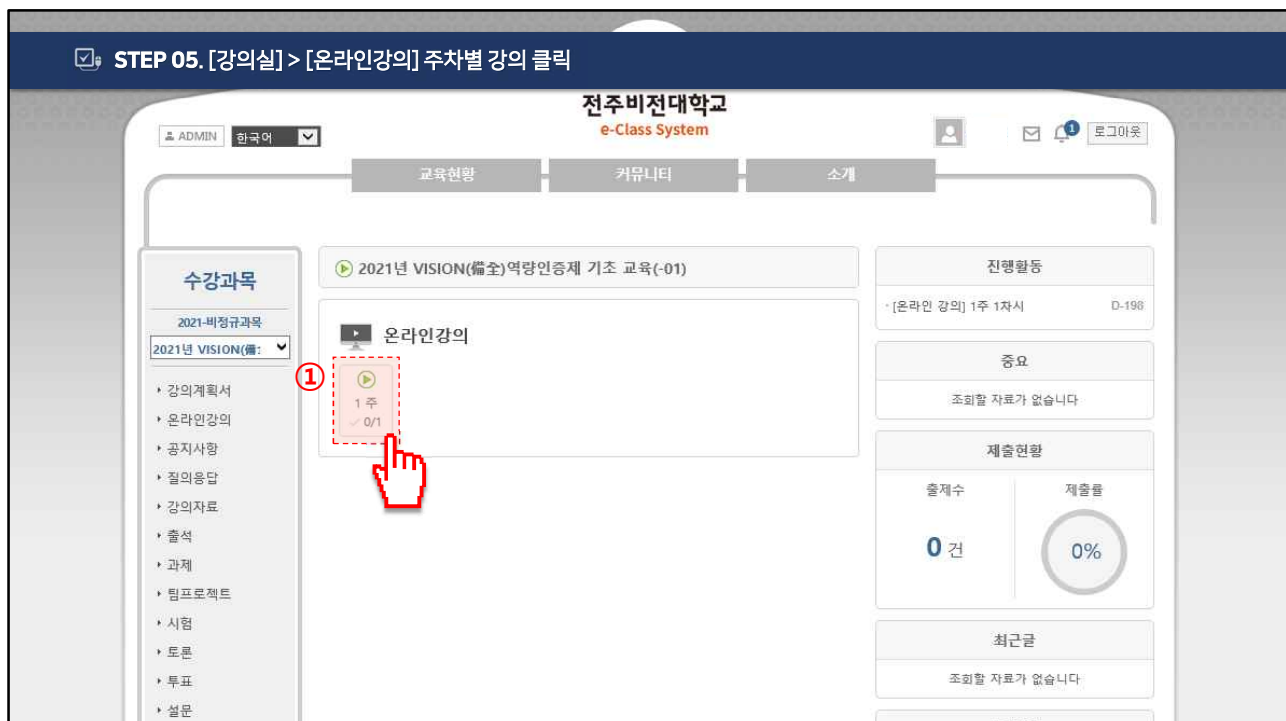 STEP 05. [강의실] > [온라인강의] 주차별 강의 클릭
전주비전대학교
e-Class System
ADMIN
한국어
1
로그아웃
교육현황
커뮤니티
소개
수강과목
2021-비정규과목
2021년 VISION(備:
강의계획서
온라인강의
공지사항
질의응답
강의자료
출석
과제
팀프로젝트
시험
토론
투표
설문
2021년 VISION(備全)역량인증제 기초 교육(-01)
온라인강의
①
1 주
0/1
진행활동
· [온라인 강의] 1주 1차시 D-198
중요
조회할 자료가 없습니다
제출현황
출제수 제출률
0 건 0%
최근글
조회할 자료가 없습니다